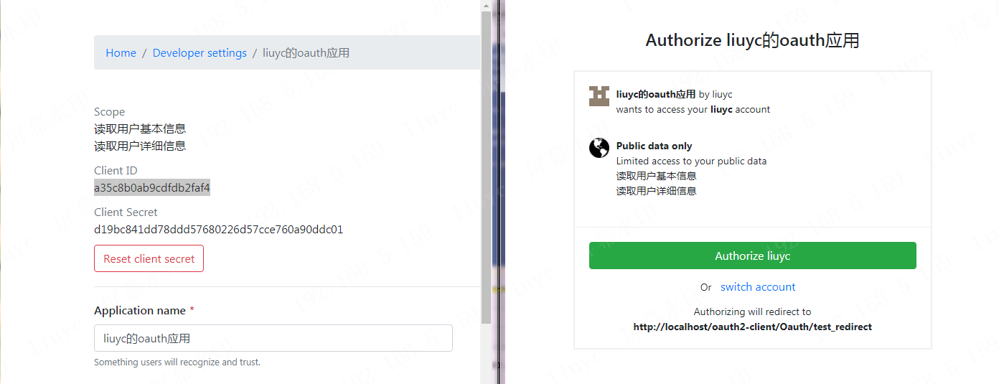 Home / Developer settings / liuyc的oauth应用
Scope
读取用户基本信息
读取用户详细信息
Client ID
a35c8b0ab9cdfdb2faf4
Client Secret
d19bc841dd78ddd57680226d57cce760a90ddc01
Reset client secret
Application name *
liuyc的oauth应用
Something users will recognize and trust.
Authorize liuyc的oauth应用
liuyc的oauth应用 by liuyc
wants to access your liuyc account
Public data only
Limited access to your public data
读取用户基本信息
读取用户详细信息
Authorize liuyc
Or switch account
Authorizing will redirect to
http://localhost/oauth2-client/Oauth/test_redirect